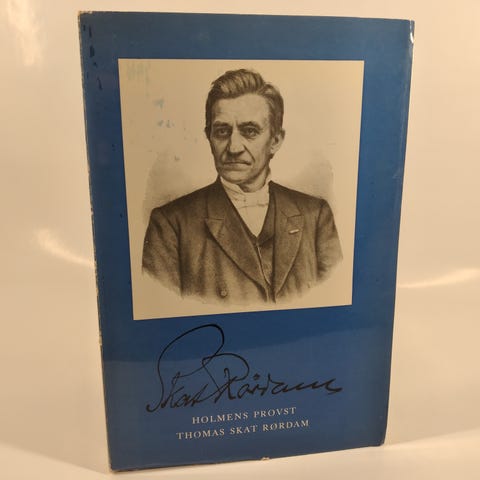 Skat Rørdam
HOLMENS PROVST
THOMAS SKAT RØRDAM